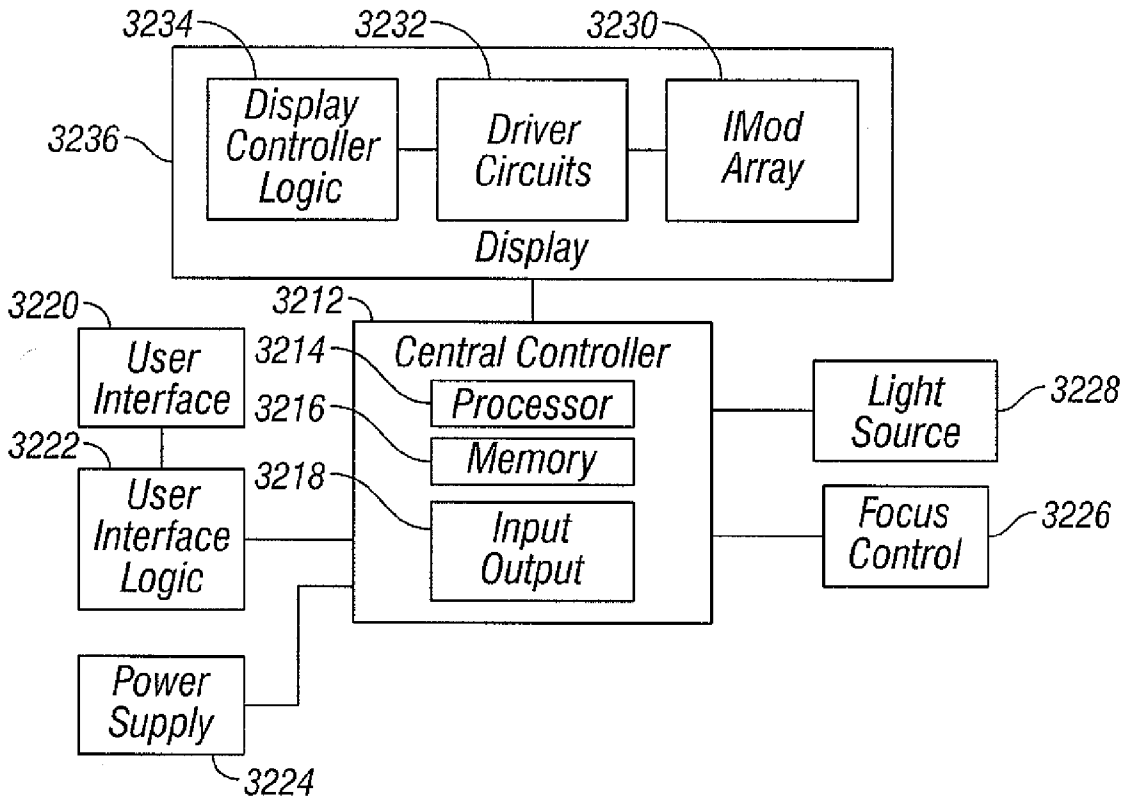 3234
3232
3230
3236
Display
Controller
Logic
Driver
Circuits
IMod
Array
Display
3220
User
Interface
3222
User
Interface
Logic
Power
Supply
3224
3212
Central Controller
3214
Processor
3216
Memory
3218
Input
Output
Light
Source
3228
Focus
Control
3226